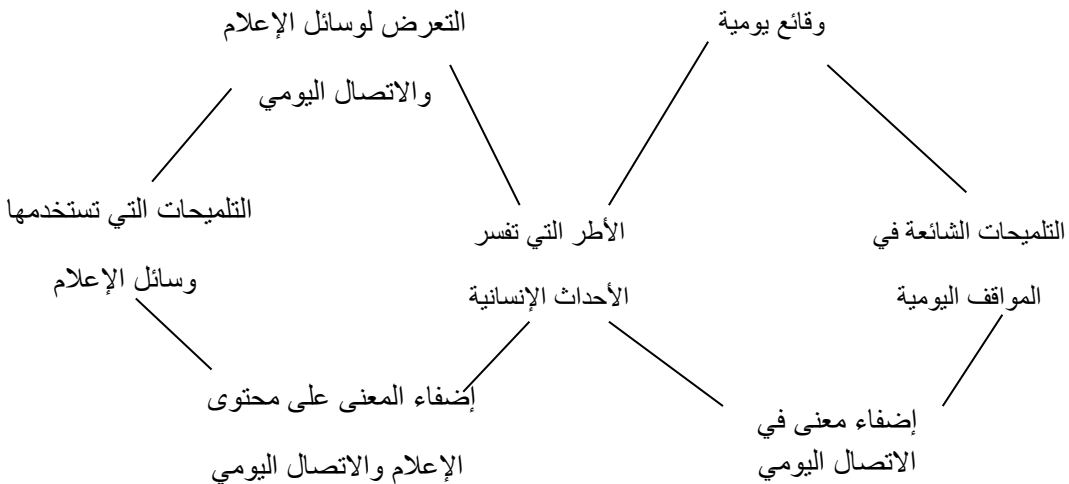 وقائع يومية
التعرض لوسائل الإعلام
والاتصال اليومي
التلميحات الشائعة في
المواقف اليومية
الأطر التي تفسر
الأحداث الإنسانية
التلميحات التي تستخدمها
وسائل الإعلام
إضفاء معنى في
الاتصال اليومي
إضفاء المعنى على محتوى
الإعلام والاتصال اليومي